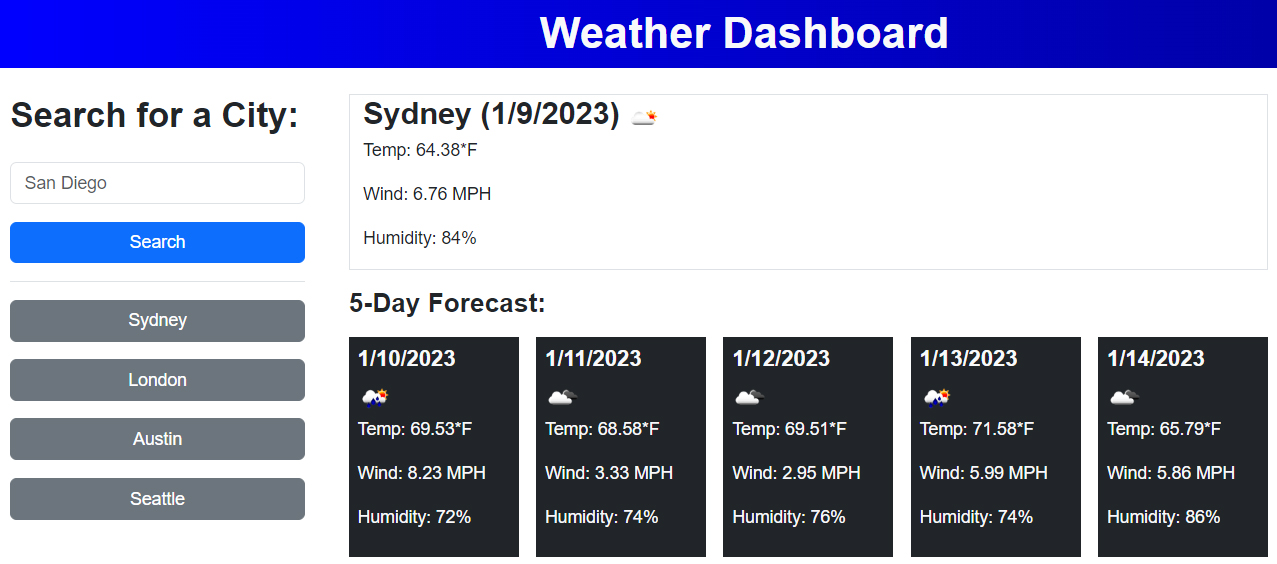 Weather Dashboard
Search for a City:
San Diego
Search
Sydney
London
Austin
Seattle
Sydney (1/9/2023)
Temp: 64.38*F
Wind: 6.76 MPH
Humidity: 84%
5-Day Forecast:
1/10/2023
Temp: 69.53*F
Wind: 8.23 MPH
Humidity: 72%
1/11/2023
Temp: 68.58*F
Wind: 3.33 MPH
Humidity: 74%
1/12/2023
Temp: 69.51*F
Wind: 2.95 MPH
Humidity: 76%
1/13/2023
Temp: 71.58*F
Wind: 5.99 MPH
Humidity: 74%
1/14/2023
Temp: 65.79*F
Wind: 5.86 MPH
Humidity: 86%